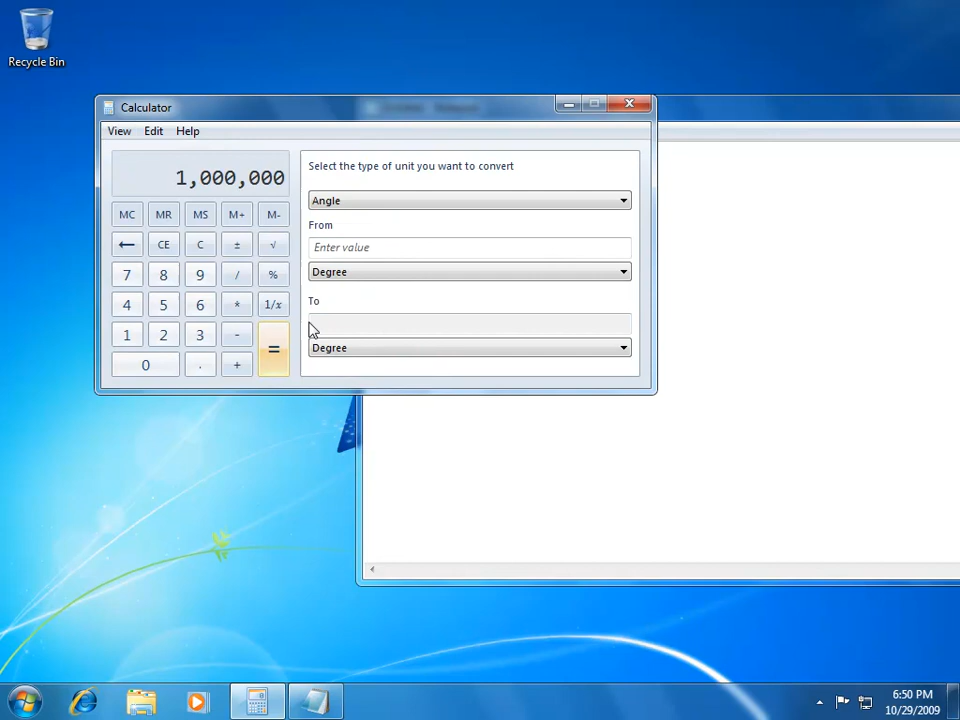 Recycle Bin
Calculator
View Edit Help
1,000,000
MC MR MS M+ M-
← CE C ± √
7 8 9 / %
4 5 6 * 1/x
1 2 3 - =
0 . +
Select the type of unit you want to convert
Angle
From
Enter value
Degree
To
Degree
6:50 PM
10/29/2009